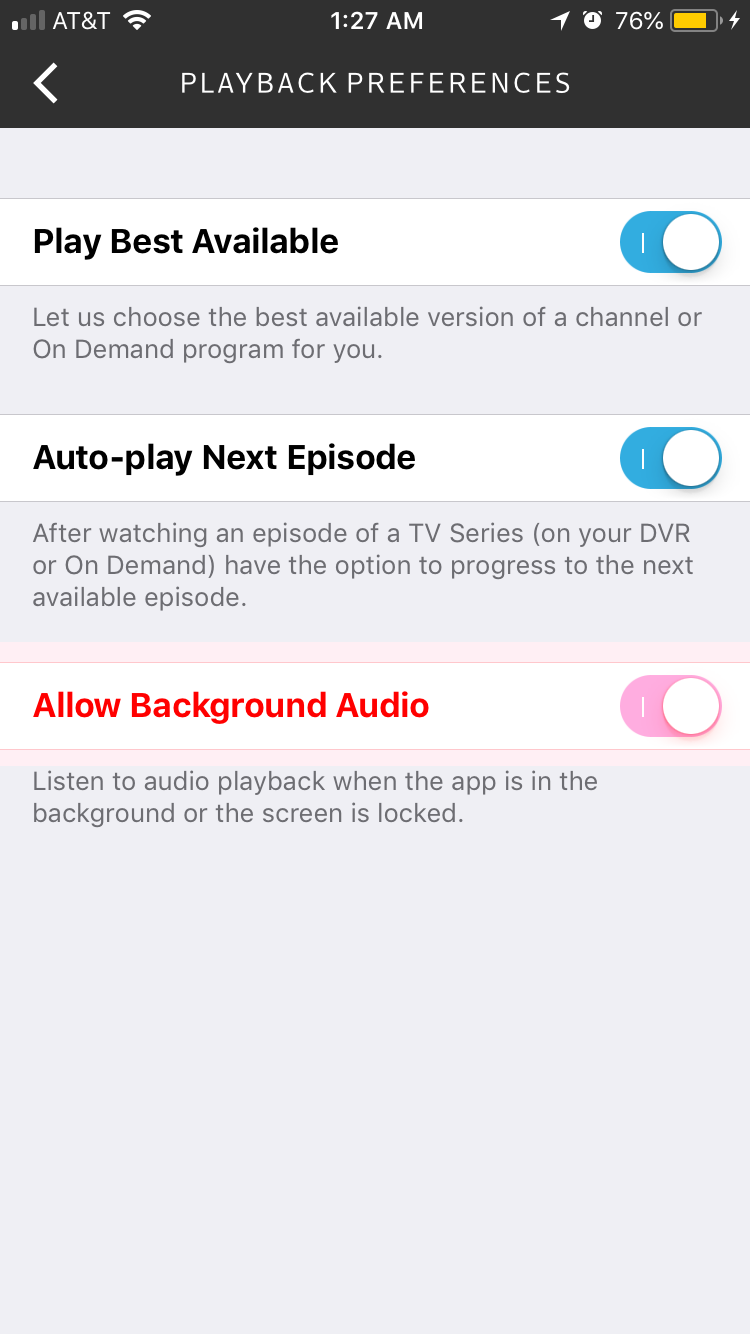 AT&T 1:27 AM 76%
PLAYBACK PREFERENCES
Play Best Available
Let us choose the best available version of a channel or
On Demand program for you.
Auto-play Next Episode
After watching an episode of a TV Series (on your DVR
or On Demand) have the option to progress to the next
available episode.
Allow Background Audio
Listen to audio playback when the app is in the
background or the screen is locked.